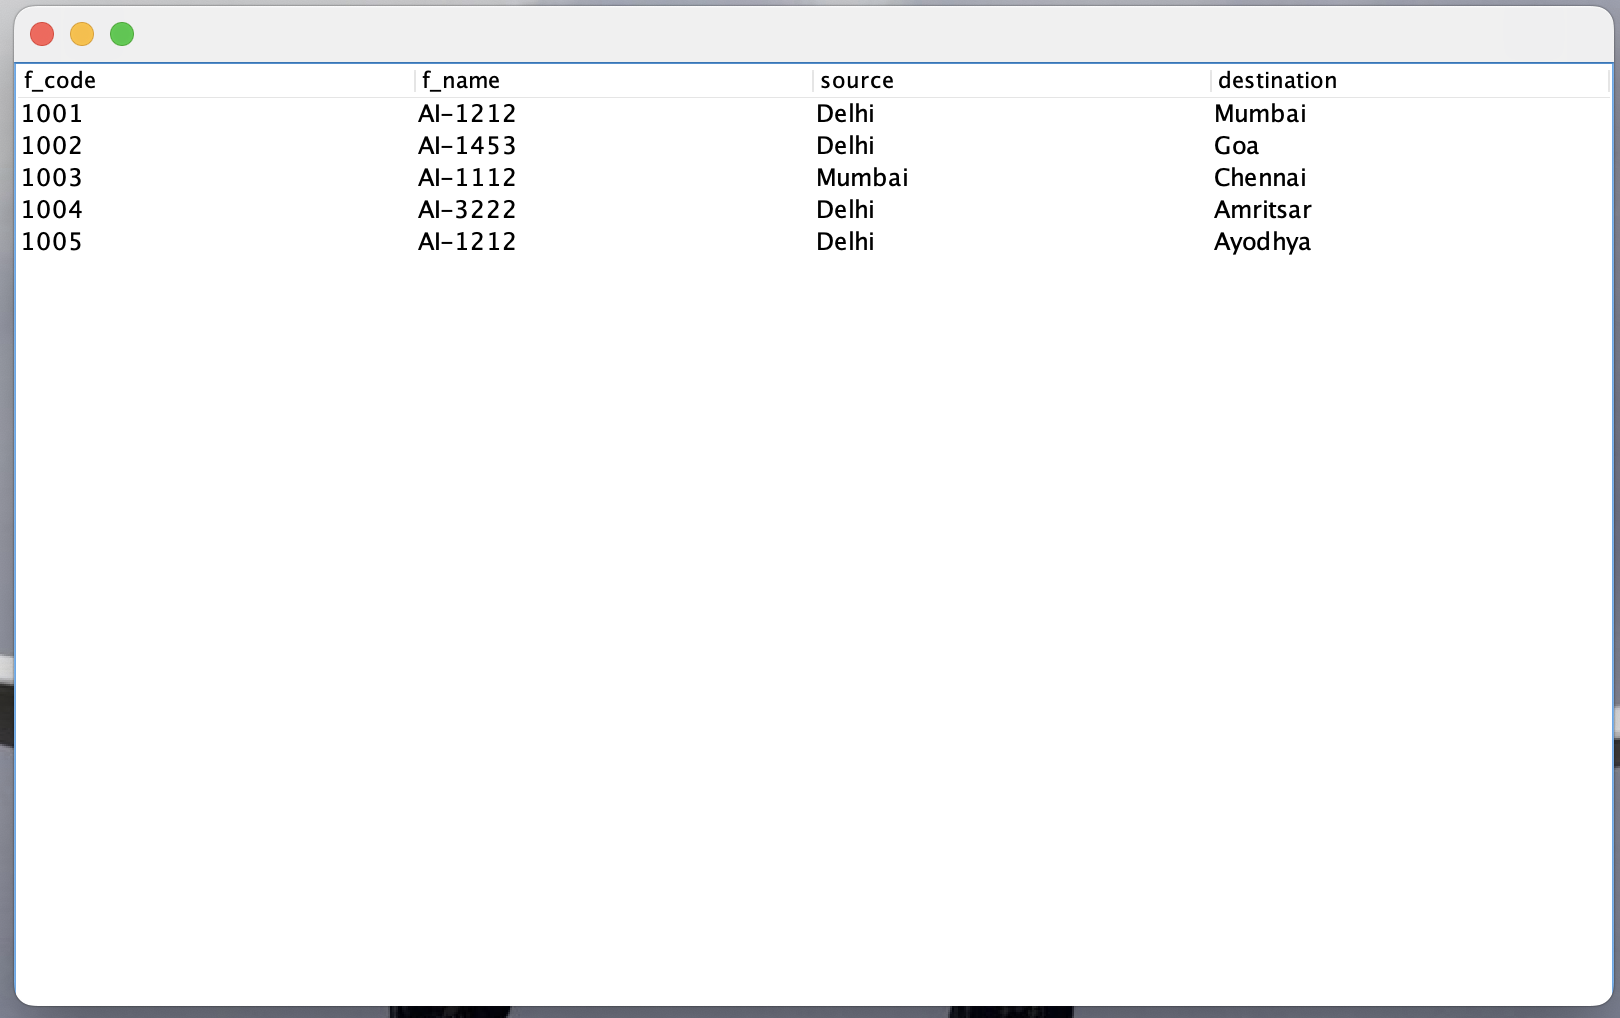 f_code f_name source destination
1001 AI-1212 Delhi Mumbai
1002 AI-1453 Delhi Goa
1003 AI-1112 Mumbai Chennai
1004 AI-3222 Delhi Amritsar
1005 AI-1212 Delhi Ayodhya